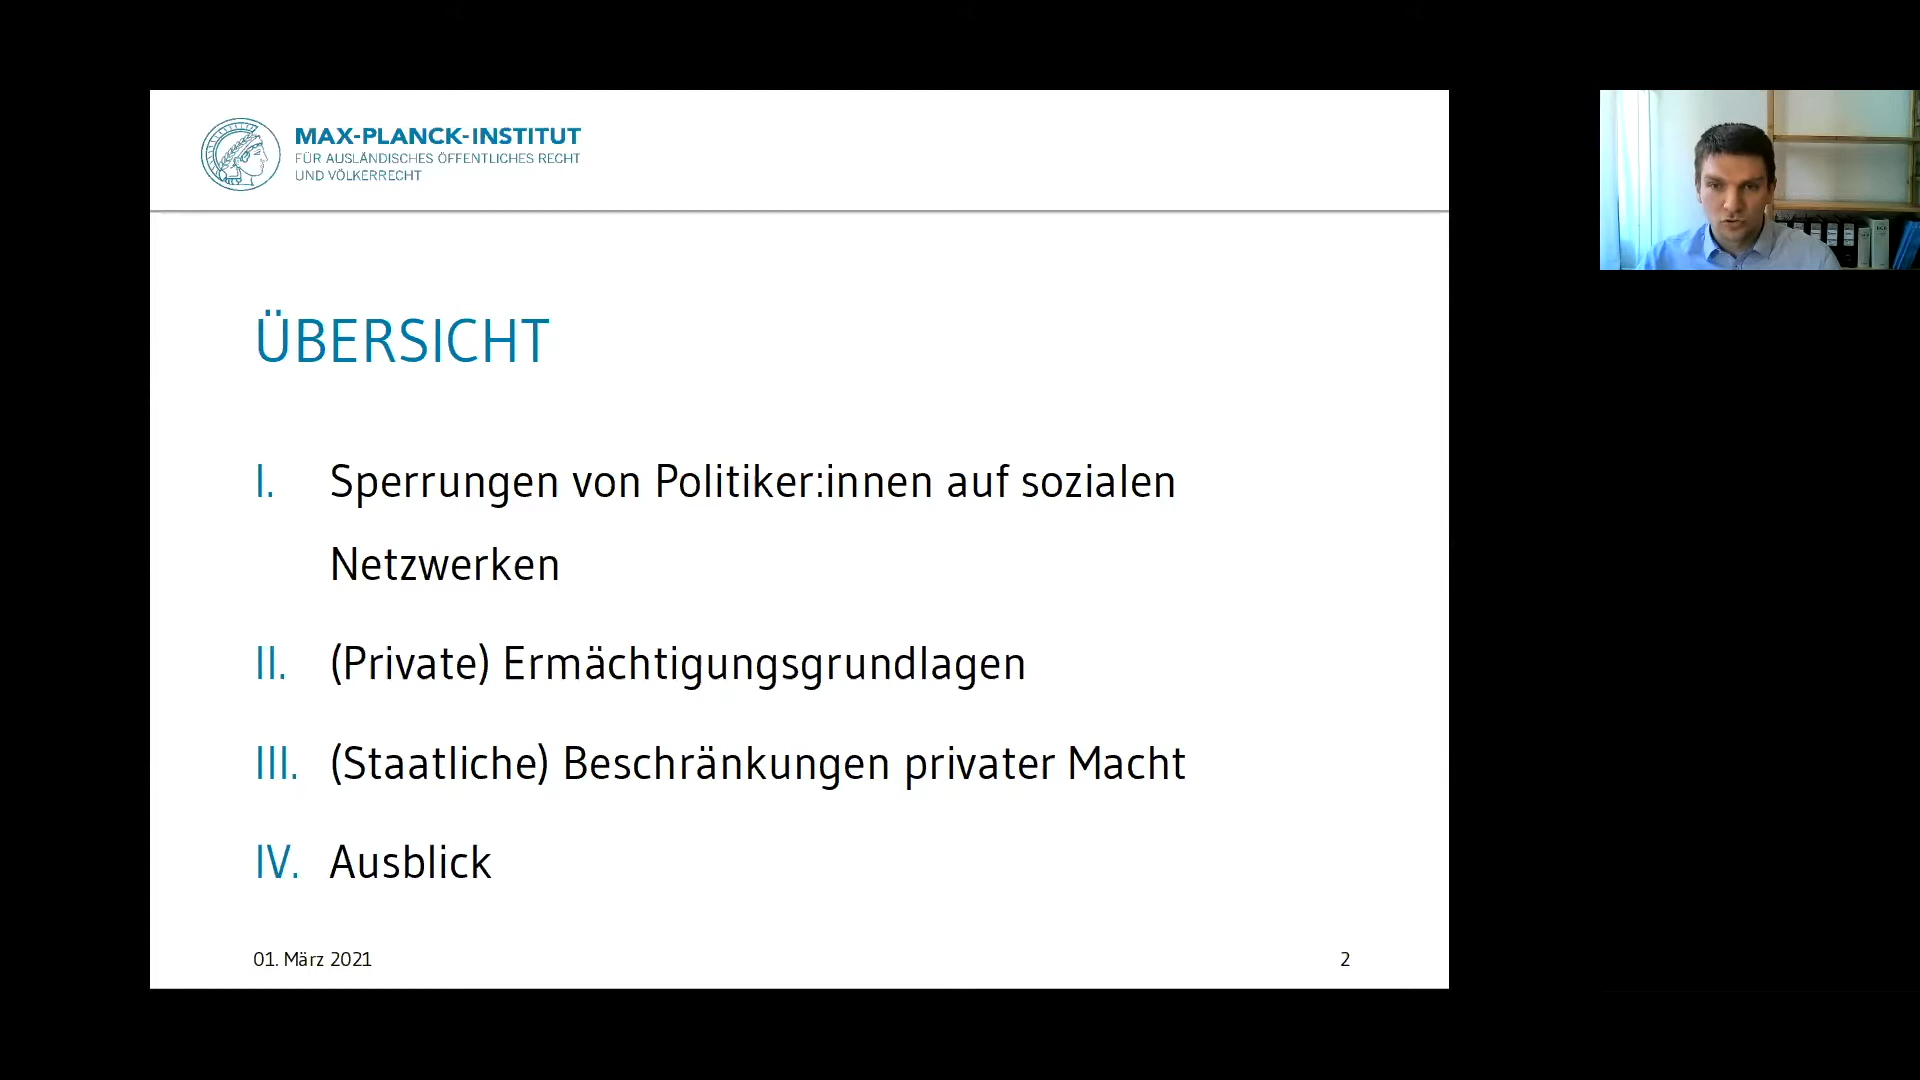 MAX-PLANCK-INSTITUT
FÜR AUSLÄNDISCHES ÖFFENTLICHES RECHT
UND VÖLKERRECHT
ÜBERSICHT
I. Sperrungen von Politiker:innen auf sozialen
Netzwerken
II. (Private) Ermächtigungsgrundlagen
III. (Staatliche) Beschränkungen privater Macht
IV. Ausblick
01. März 2021
2